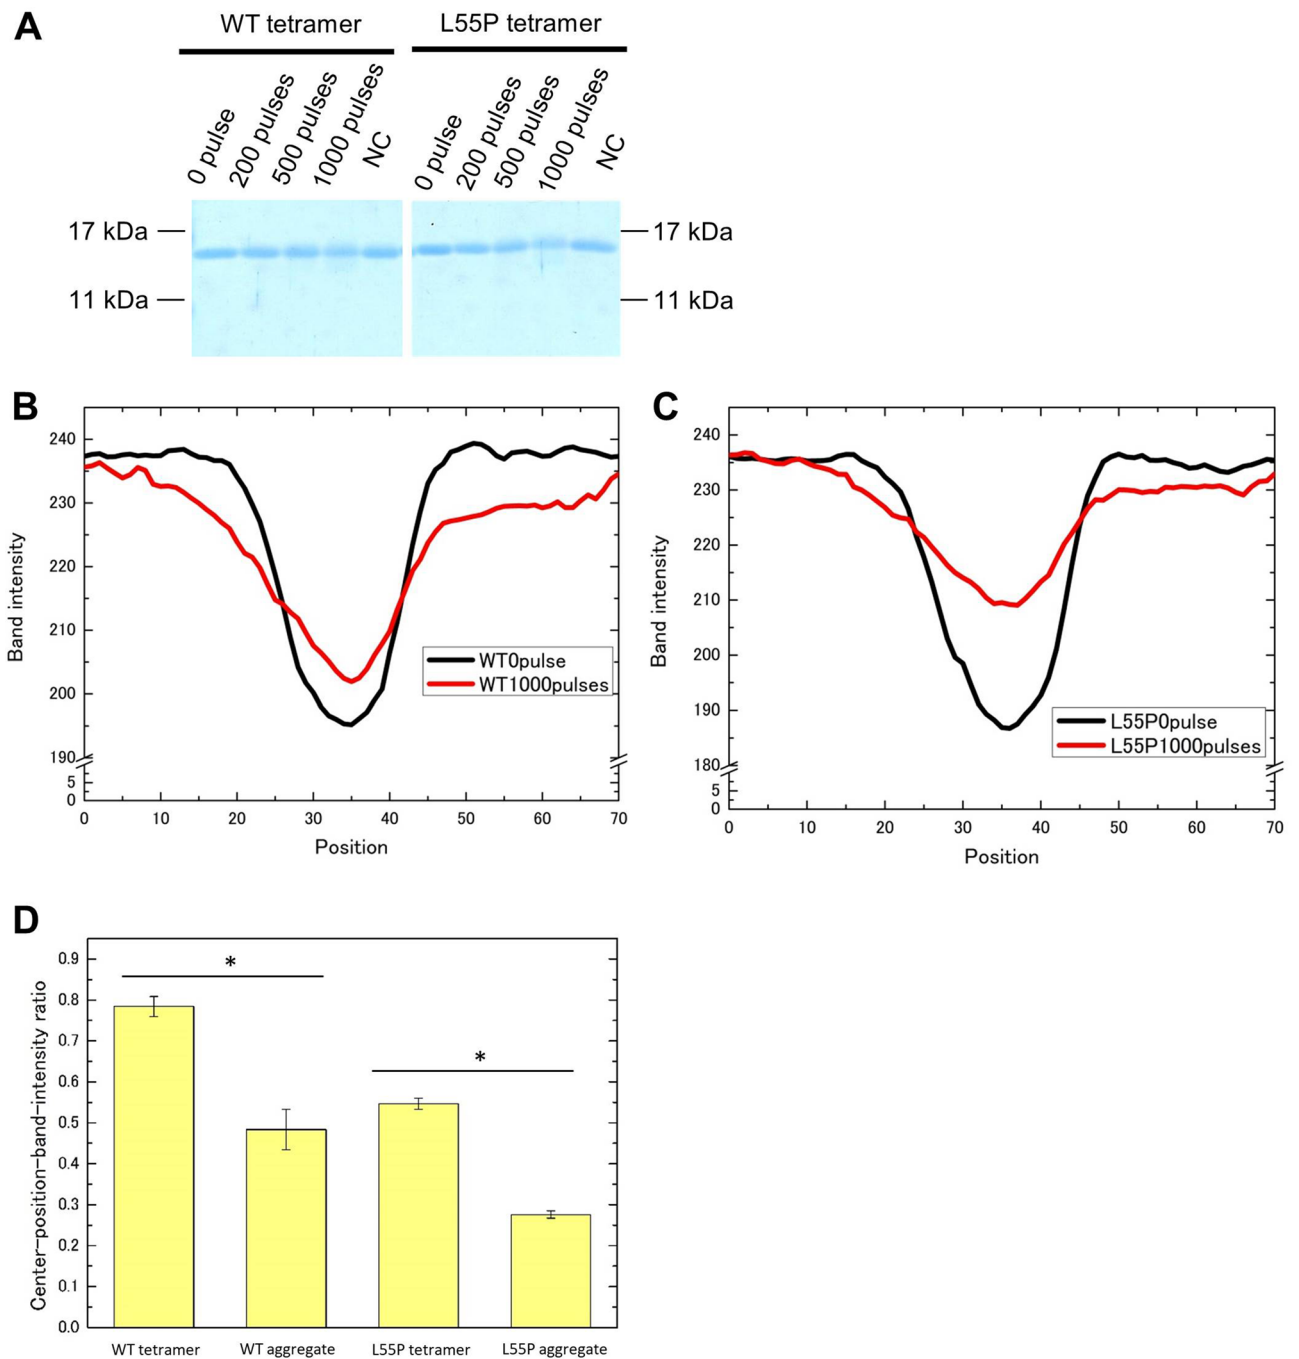 A
WT tetramer
L55P tetramer
0 pulse
200 pulses
500 pulses
1000 pulses
NC
0 pulse
200 pulses
500 pulses
1000 pulses
NC
17 kDa
17 kDa
11 kDa
11 kDa
B
240
230
220
210
200
190
5
0
0 10 20 30 40 50 60 70
Band intensity
Position
WT0pulse
WT1000pulses
C
240
230
220
210
200
190
180
5
0
0 10 20 30 40 50 60 70
Band intensity
Position
L55P0pulse
L55P1000pulses
D
0.9
0.8
0.7
0.6
0.5
0.4
0.3
0.2
0.1
0.0
Center-position-band-intensity ratio
*
*
WT tetramer WT aggregate L55P tetramer L55P aggregate